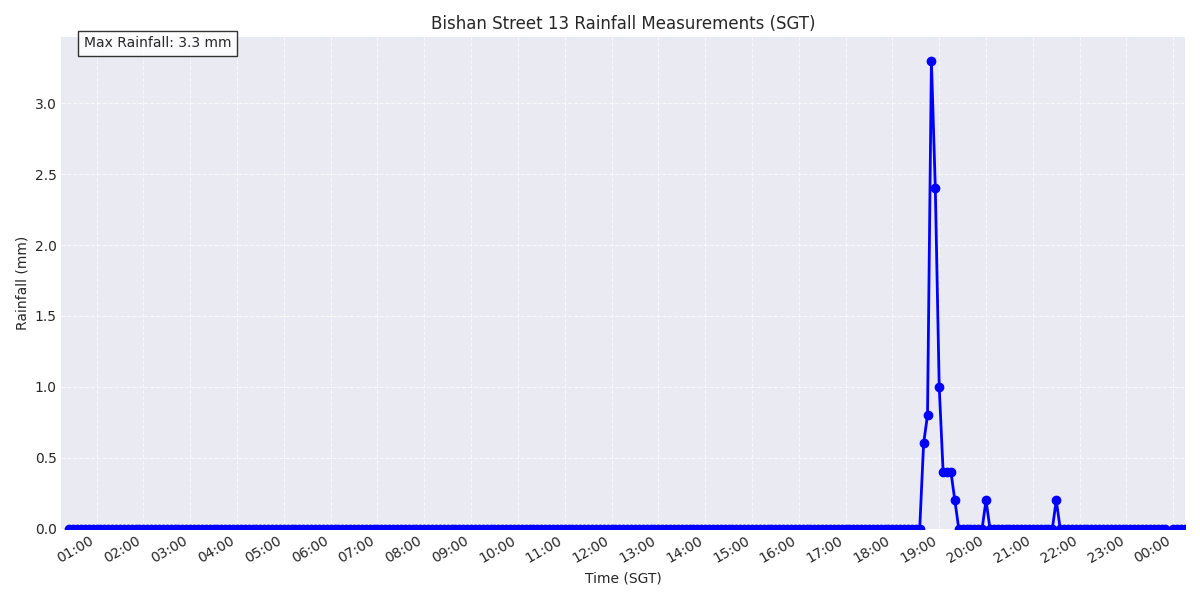 Bishan Street 13 Rainfall Measurements (SGT)
Max Rainfall: 3.3 mm
Rainfall (mm)
3.0
2.5
2.0
1.5
1.0
0.5
0.0
01:00 02:00 03:00 04:00 05:00 06:00 07:00 08:00 09:00 10:00 11:00 12:00 13:00 14:00 15:00 16:00 17:00 18:00 19:00 20:00 21:00 22:00 23:00 00:00
Time (SGT)